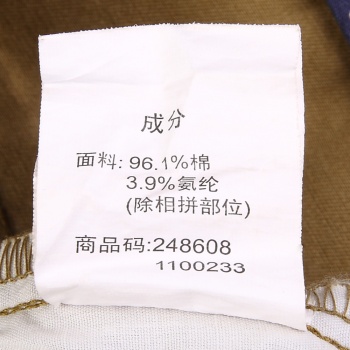 成分
面料: 96.1%棉
3.9%氨纶
(除相拼部位)
商品码:248608
1100233